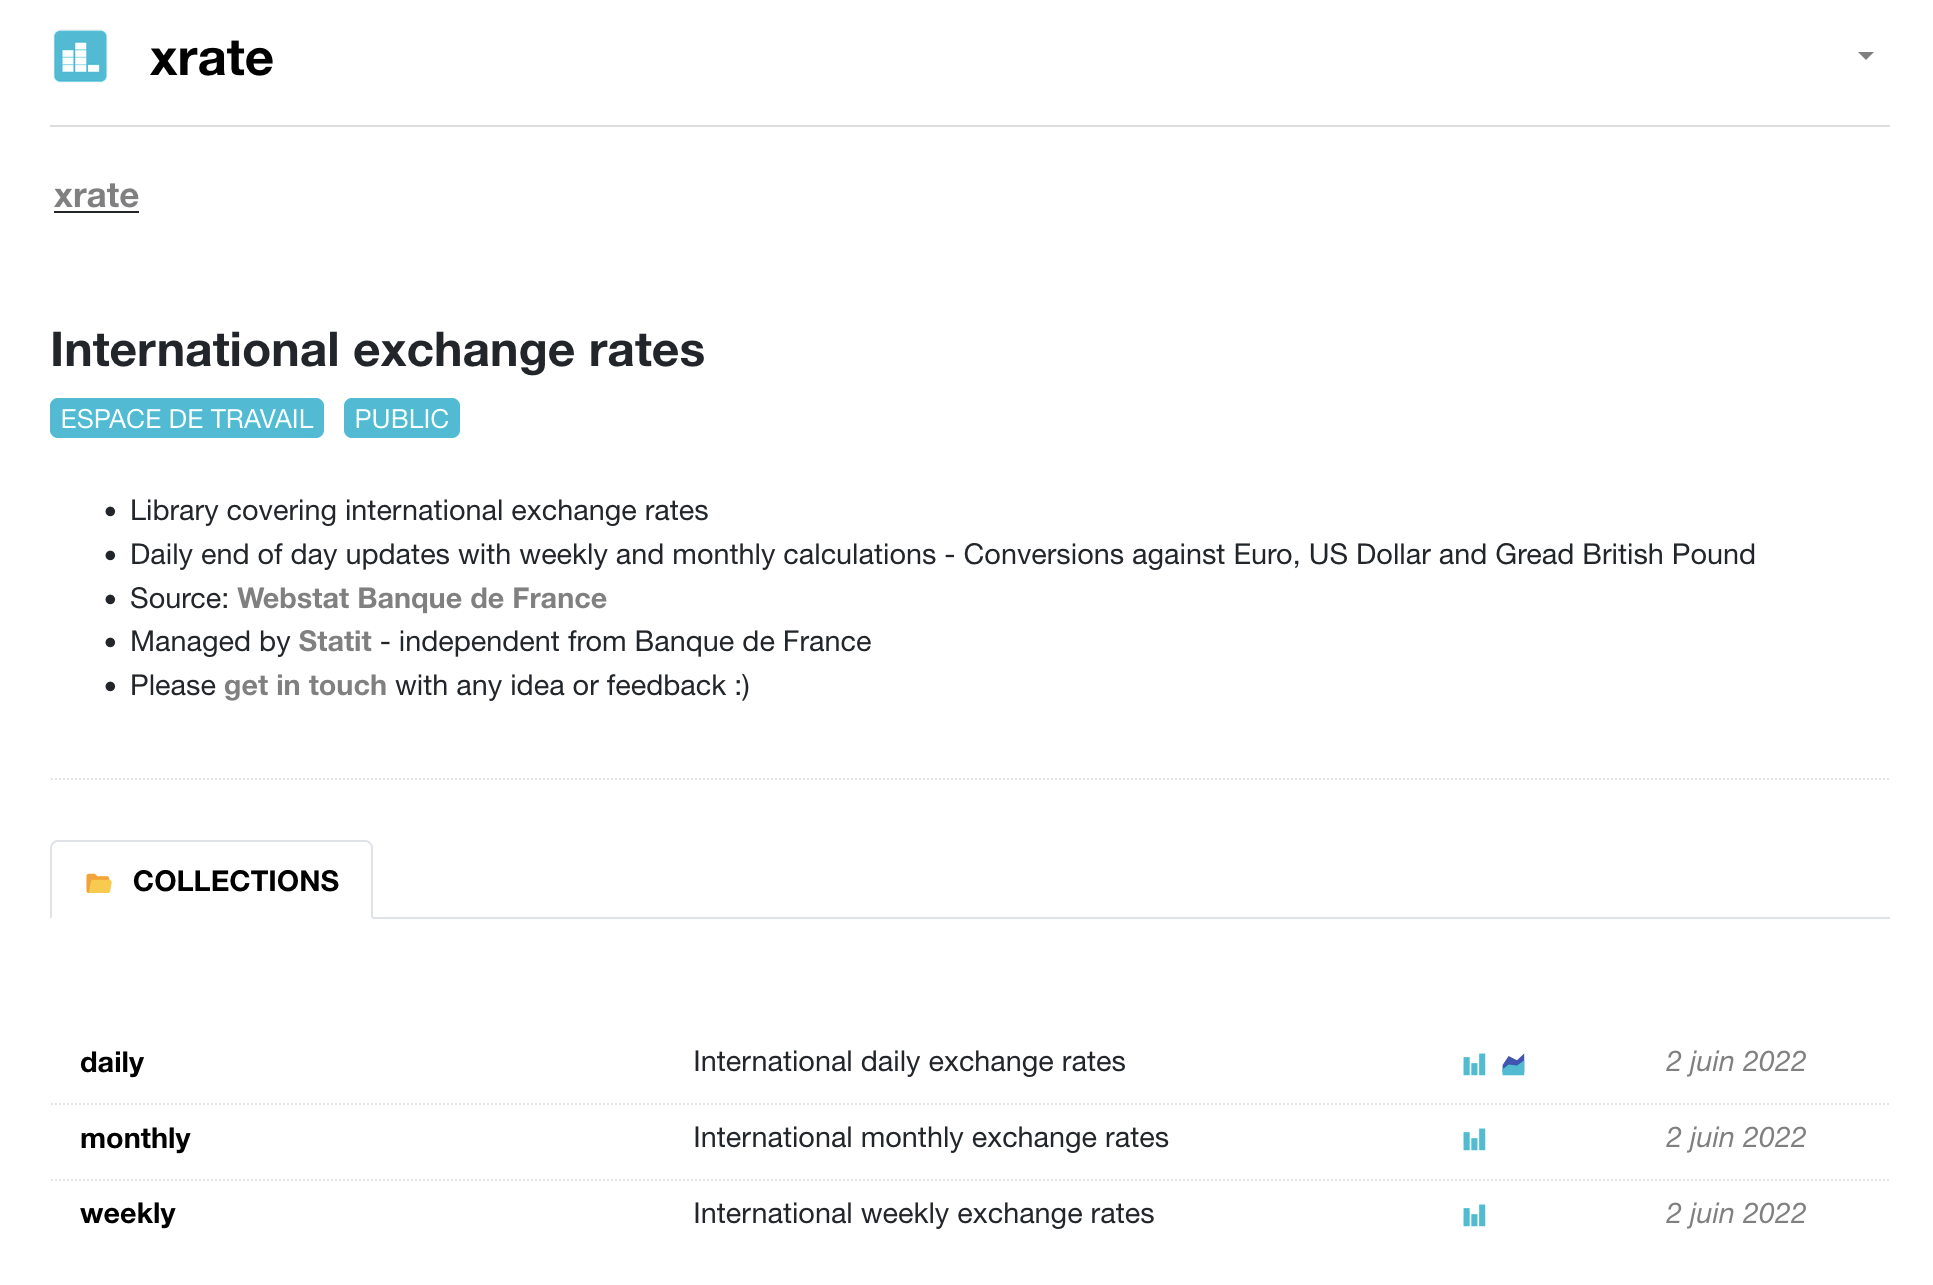 xrate
xrate
International exchange rates
ESPACE DE TRAVAIL PUBLIC
Library covering international exchange rates
Daily end of day updates with weekly and monthly calculations - Conversions against Euro, US Dollar and Gread British Pound
Source: Webstat Banque de France
Managed by Statit - independent from Banque de France
Please get in touch with any idea or feedback :)
COLLECTIONS
daily International daily exchange rates 2 juin 2022
monthly International monthly exchange rates 2 juin 2022
weekly International weekly exchange rates 2 juin 2022